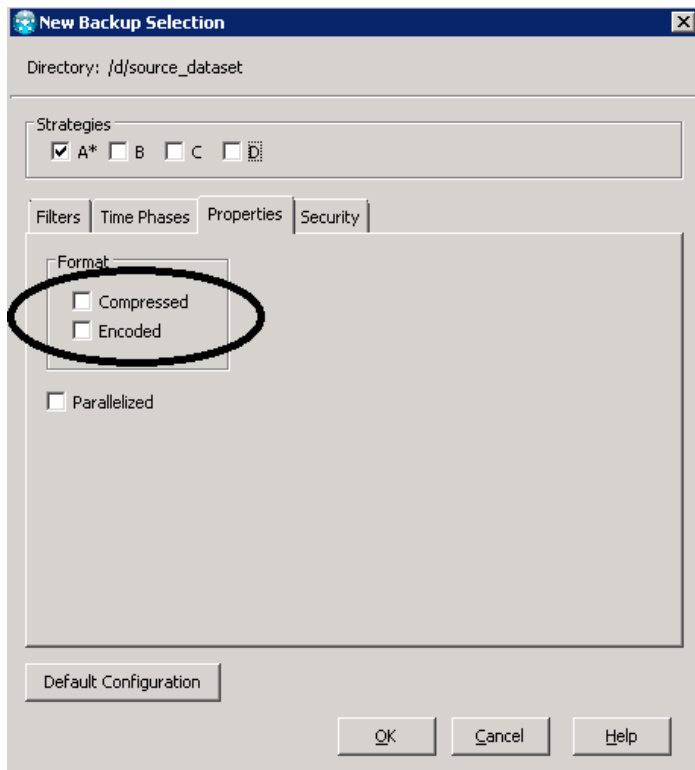 New Backup Selection
Directory: /d/source_dataset
Strategies
A* B C D
Filters Time Phases Properties Security
Format
Compressed
Encoded
Parallelized
Default Configuration
OK Cancel Help